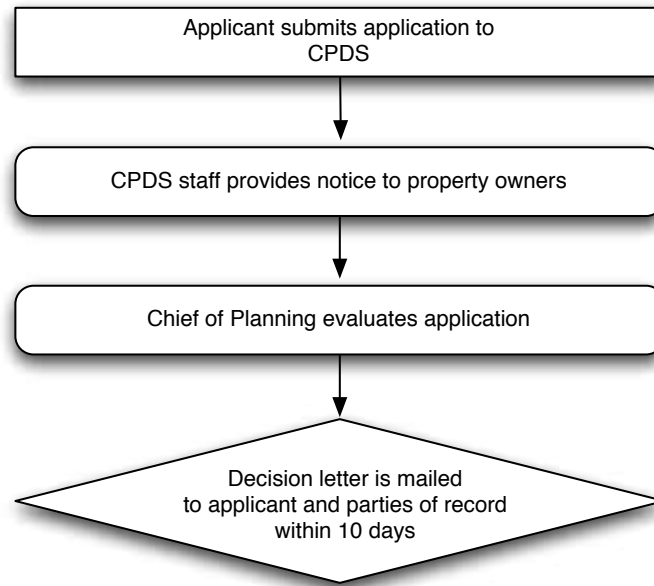 Applicant submits application to
CPDS
CPDS staff provides notice to property owners
Chief of Planning evaluates application
Decision letter is mailed
to applicant and parties of record
within 10 days